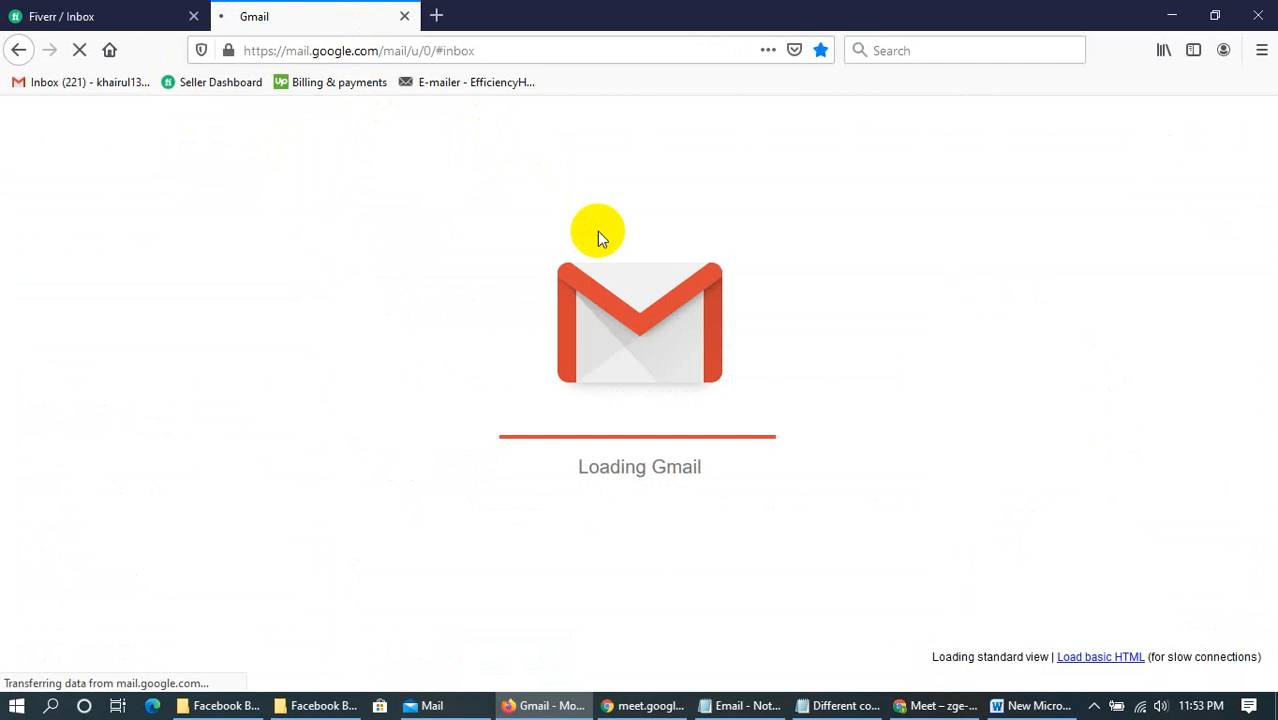 Fiverr / Inbox
Gmail
https://mail.google.com/mail/u/0/#inbox
Search
Inbox (221) - khairul13...
Seller Dashboard
Up
Billing & payments
E-mailer - EfficiencyH...
Loading Gmail
Loading standard view | Load basic HTML (for slow connections)
Transferring data from mail.google.com...
Facebook B...
Facebook B...
Mail
Gmail - Mo...
meet.googl...
Email - Not...
Different co...
Meet – zge-...
New Micro...
11:53 PM